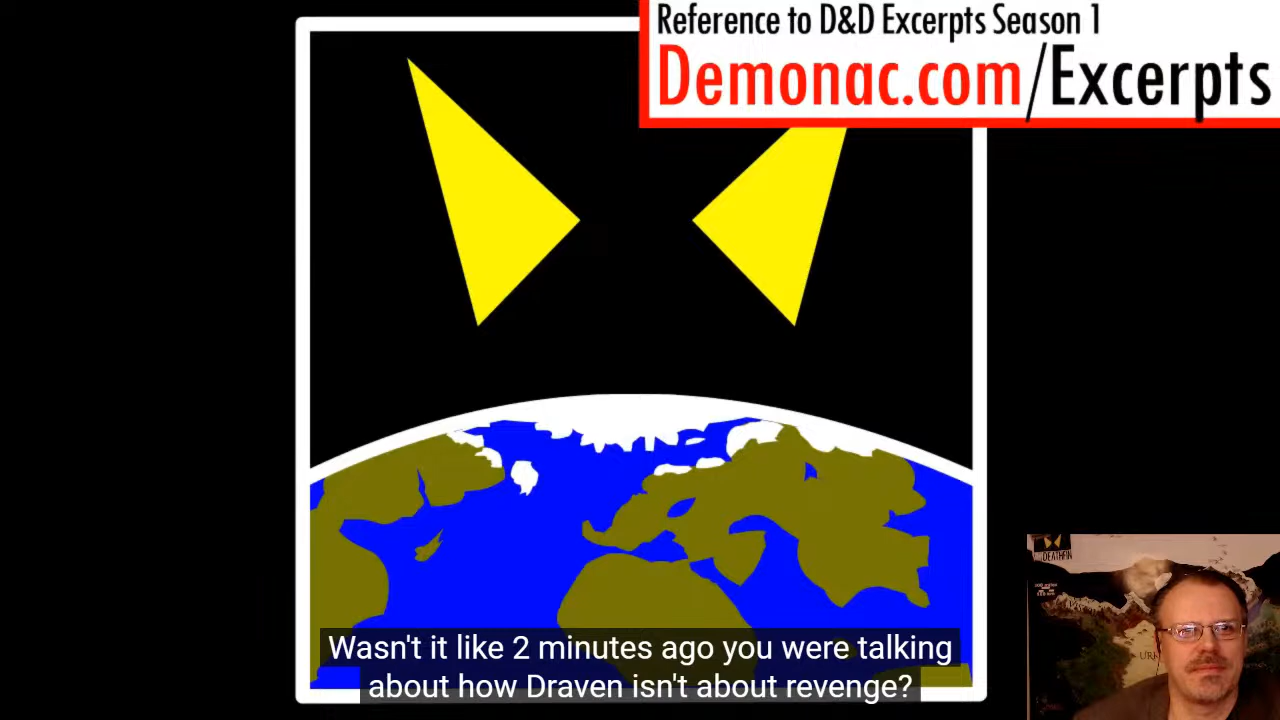 Reference to D&D Excerpts Season 1
Demonac.com/Excerpts
DEATHFIN
Wasn't it like 2 minutes ago you were talking
about how Draven isn't about revenge?